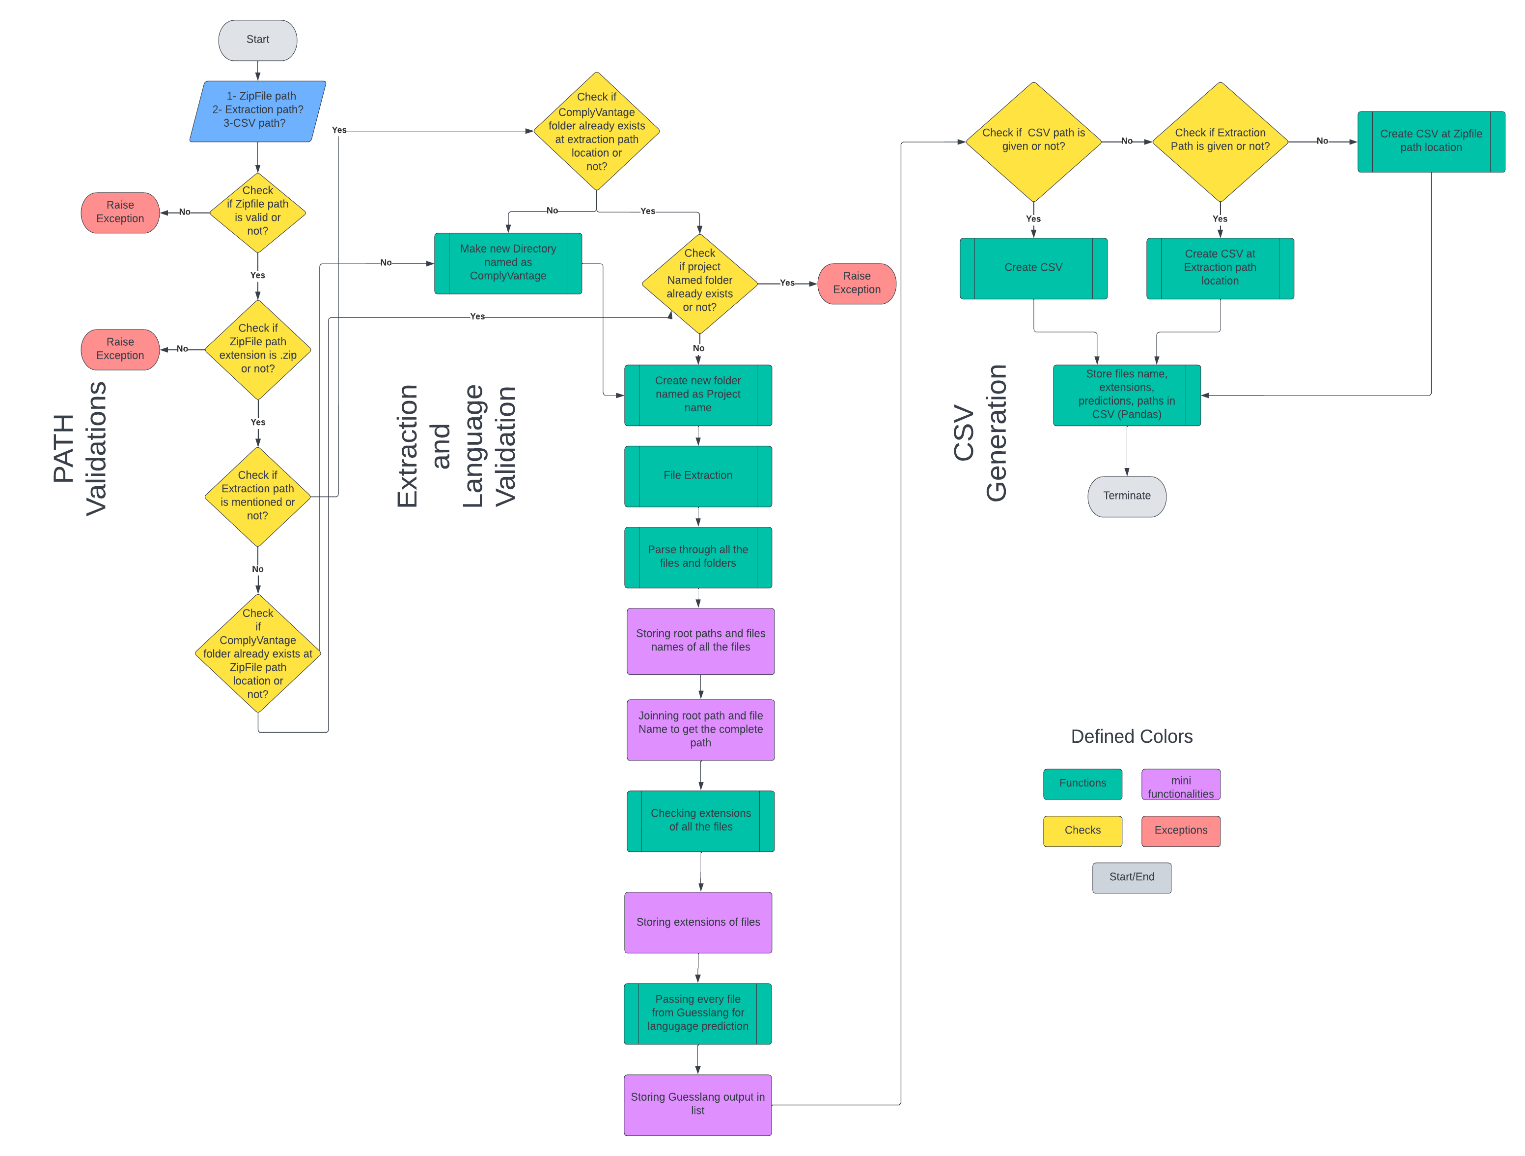 Start
1- ZipFile path
2- Extraction path?
3-CSV path?
Check
if Zipfile path
is valid or
not?
No
Raise
Exception
Yes
Check if
ZipFile path
extension is .zip
or not?
No
Raise
Exception
Yes
Check if
Extraction path
is mentioned or
not?
Yes
No
Check
if
ComplyVantage
folder already exists at
ZipFile path
location or
not?
No
Yes
PATH
Validations
Check if
ComplyVantage
folder already exists
at extraction path
location or
not?
No
Yes
Make new Directory
named as
ComplyVantage
Check
if project
Named folder
already exists
or not?
Yes
Raise
Exception
No
Create new folder
named as Project
name
File Extraction
Parse through all the
files and folders
Storing root paths and files
names of all the files
Joinning root path and file
Name to get the complete
path
Checking extensions
of all the files
Storing extensions of files
Passing every file
from Guesslang for
langugage prediction
Storing Guesslang output in
list
Extraction
and
Language
Validation
Check if  CSV path is
given or not?
No
Check if Extraction
Path is given or not?
No
Create CSV at Zipfile
path location
Yes
Yes
Create CSV
Create CSV at
Extraction path
location
Store files name,
extensions,
predictions, paths in
CSV (Pandas)
Terminate
CSV
Generation
Defined Colors
Functions
mini
functionalities
Checks
Exceptions
Start/End